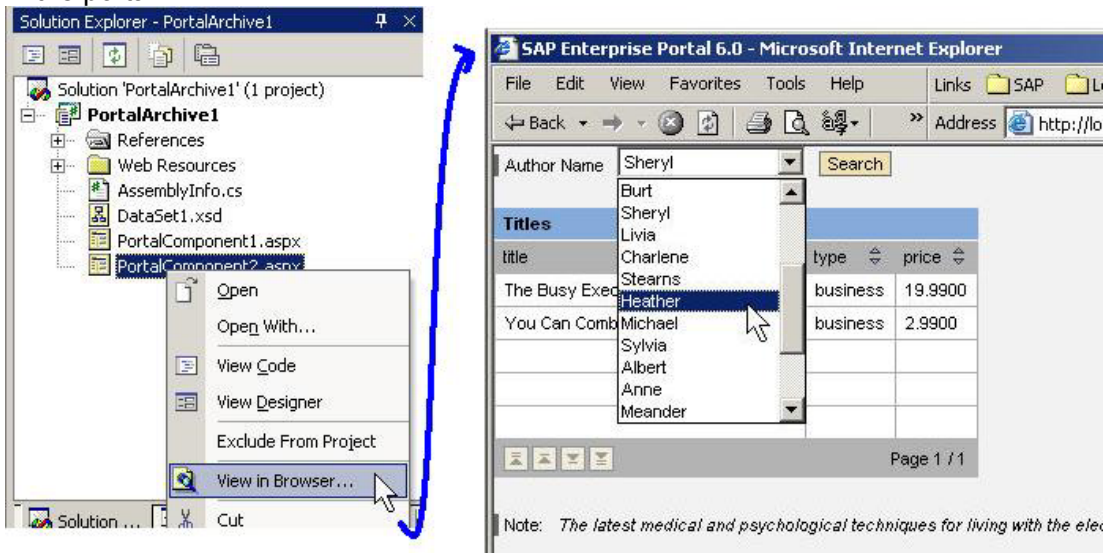 Solution Explorer - PortalArchive1
Solution 'PortalArchive1' (1 project)
PortalArchive1
References
Web Resources
AssemblyInfo.cs
DataSet1.xsd
PortalComponent1.aspx
PortalComponent2.aspx
Open
Open With...
View Code
View Designer
Exclude From Project
View in Browser...
Cut
Solution ...
SAP Enterprise Portal 6.0 - Microsoft Internet Explorer
File Edit View Favorites Tools Help Links SAP
Back Address http://lo
Author Name Sheryl Search
Burt
Sheryl
Livia
Charlene
Stearns
Heather
Michael
Sylvia
Albert
Anne
Meander
Titles
title type price
The Busy Exec business 19.9900
You Can Comb business 2.9900
Page 1 / 1
Note: The latest medical and psychological techniques for living with the elec